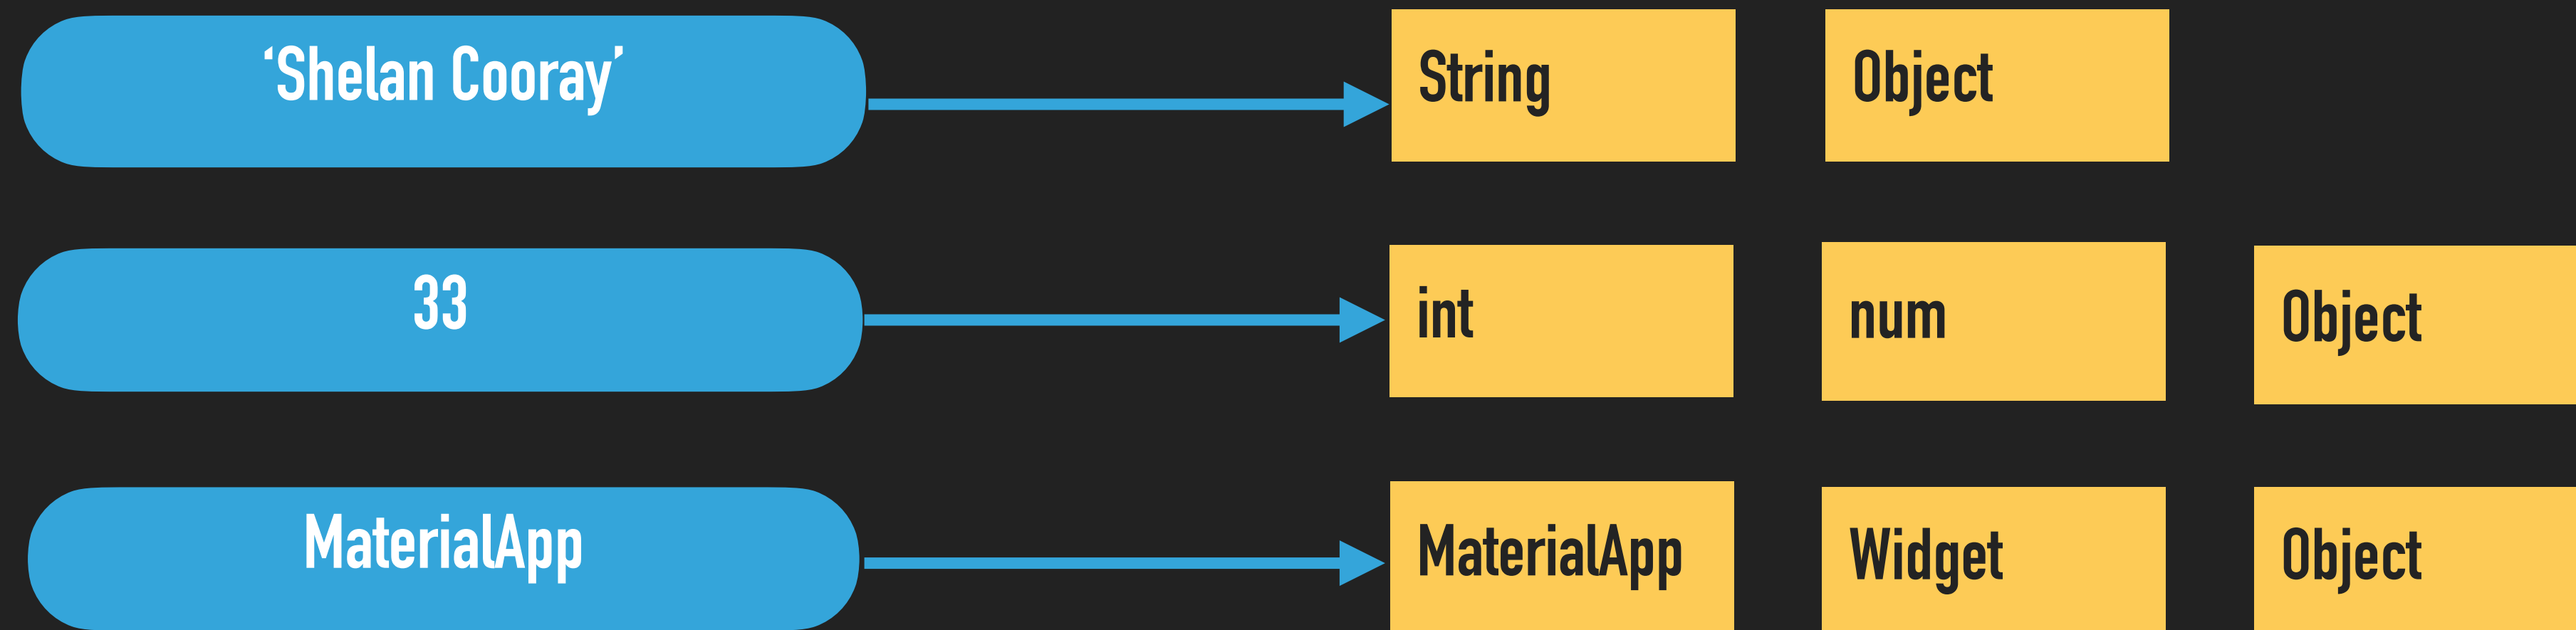 ‘Shelan Cooray’
String
Object
33
int
num
Object
MaterialApp
MaterialApp
Widget
Object